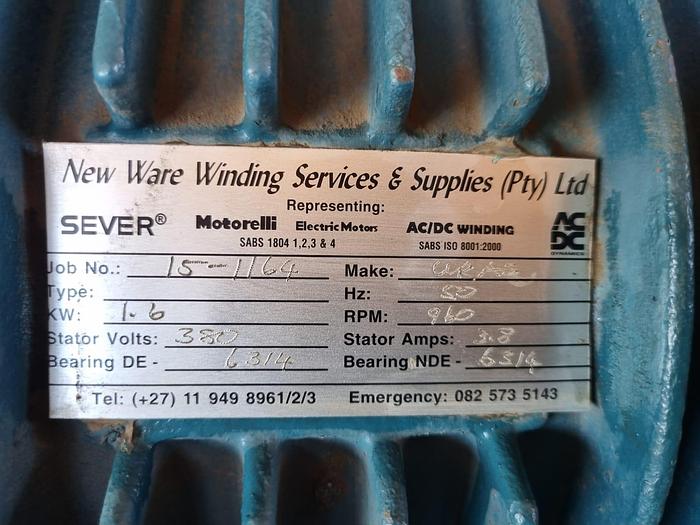 New Ware Winding Services & Supplies (Pty) Ltd
Representing:
SEVER® Motorelli Electric Motors AC/DC WINDING AC DC DYNAMICS
SABS 1804 1,2,3 & 4 SABS ISO 8001:2000
Job No.: 15-1164 Make:
Type: Hz: 50
KW: 1.6 RPM: 960
Stator Volts: 380 Stator Amps: 3.8
Bearing DE - 6314 Bearing NDE - 6314
Tel: (+27) 11 949 8961/2/3 Emergency: 082 573 5143